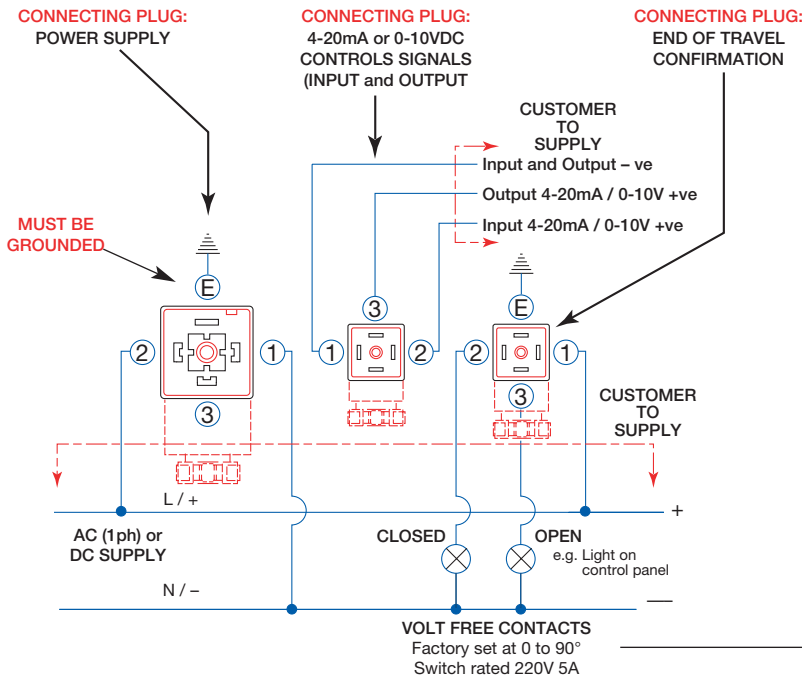 CONNECTING PLUG:
POWER SUPPLY
CONNECTING PLUG:
4-20mA or 0-10VDC
CONTROLS SIGNALS
(INPUT and OUTPUT
CONNECTING PLUG:
END OF TRAVEL
CONFIRMATION
CUSTOMER
TO
SUPPLY
Input and Output – ve
Output 4-20mA / 0-10V +ve
Input 4-20mA / 0-10V +ve
MUST BE
GROUNDED
E
2
1
3
3
1
2
E
2
1
3
CUSTOMER
TO
SUPPLY
L / +
+
AC (1ph) or
DC SUPPLY
CLOSED
OPEN
e.g. Light on
control panel
N / –
—
VOLT FREE CONTACTS
Factory set at 0 to 90°
Switch rated 220V 5A